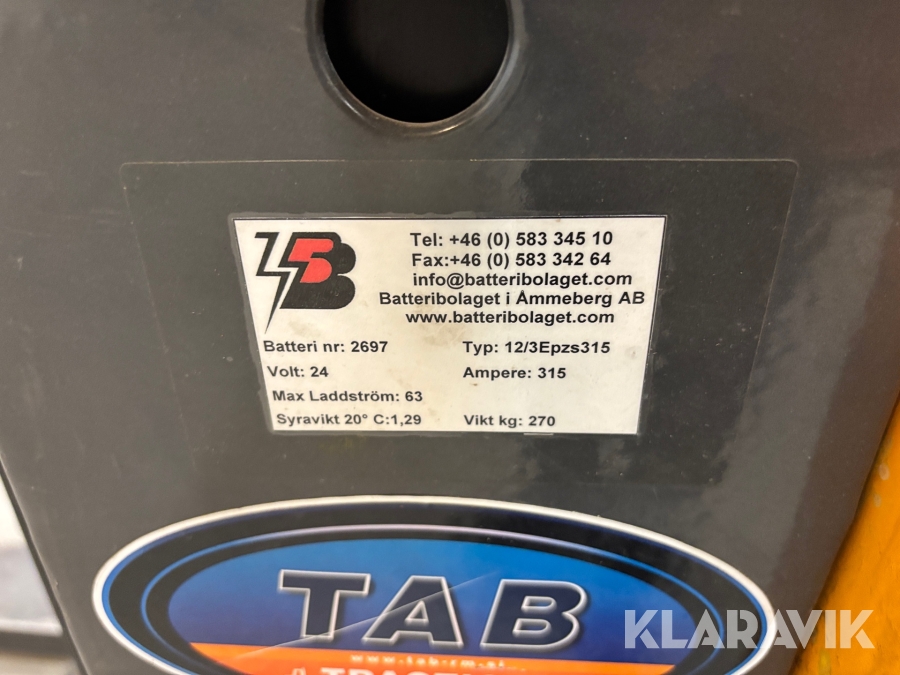 Tel: +46 (0) 583 345 10
Fax:+46 (0) 583 342 64
info@batteribolaget.com
Batteribolaget i Åmmeberg AB
www.batteribolaget.com
Batteri nr: 2697 Typ: 12/3Epzs315
Volt: 24 Ampere: 315
Max Laddström: 63
Syravikt 20° C:1,29 Vikt kg: 270
TAB
KLARAVIK